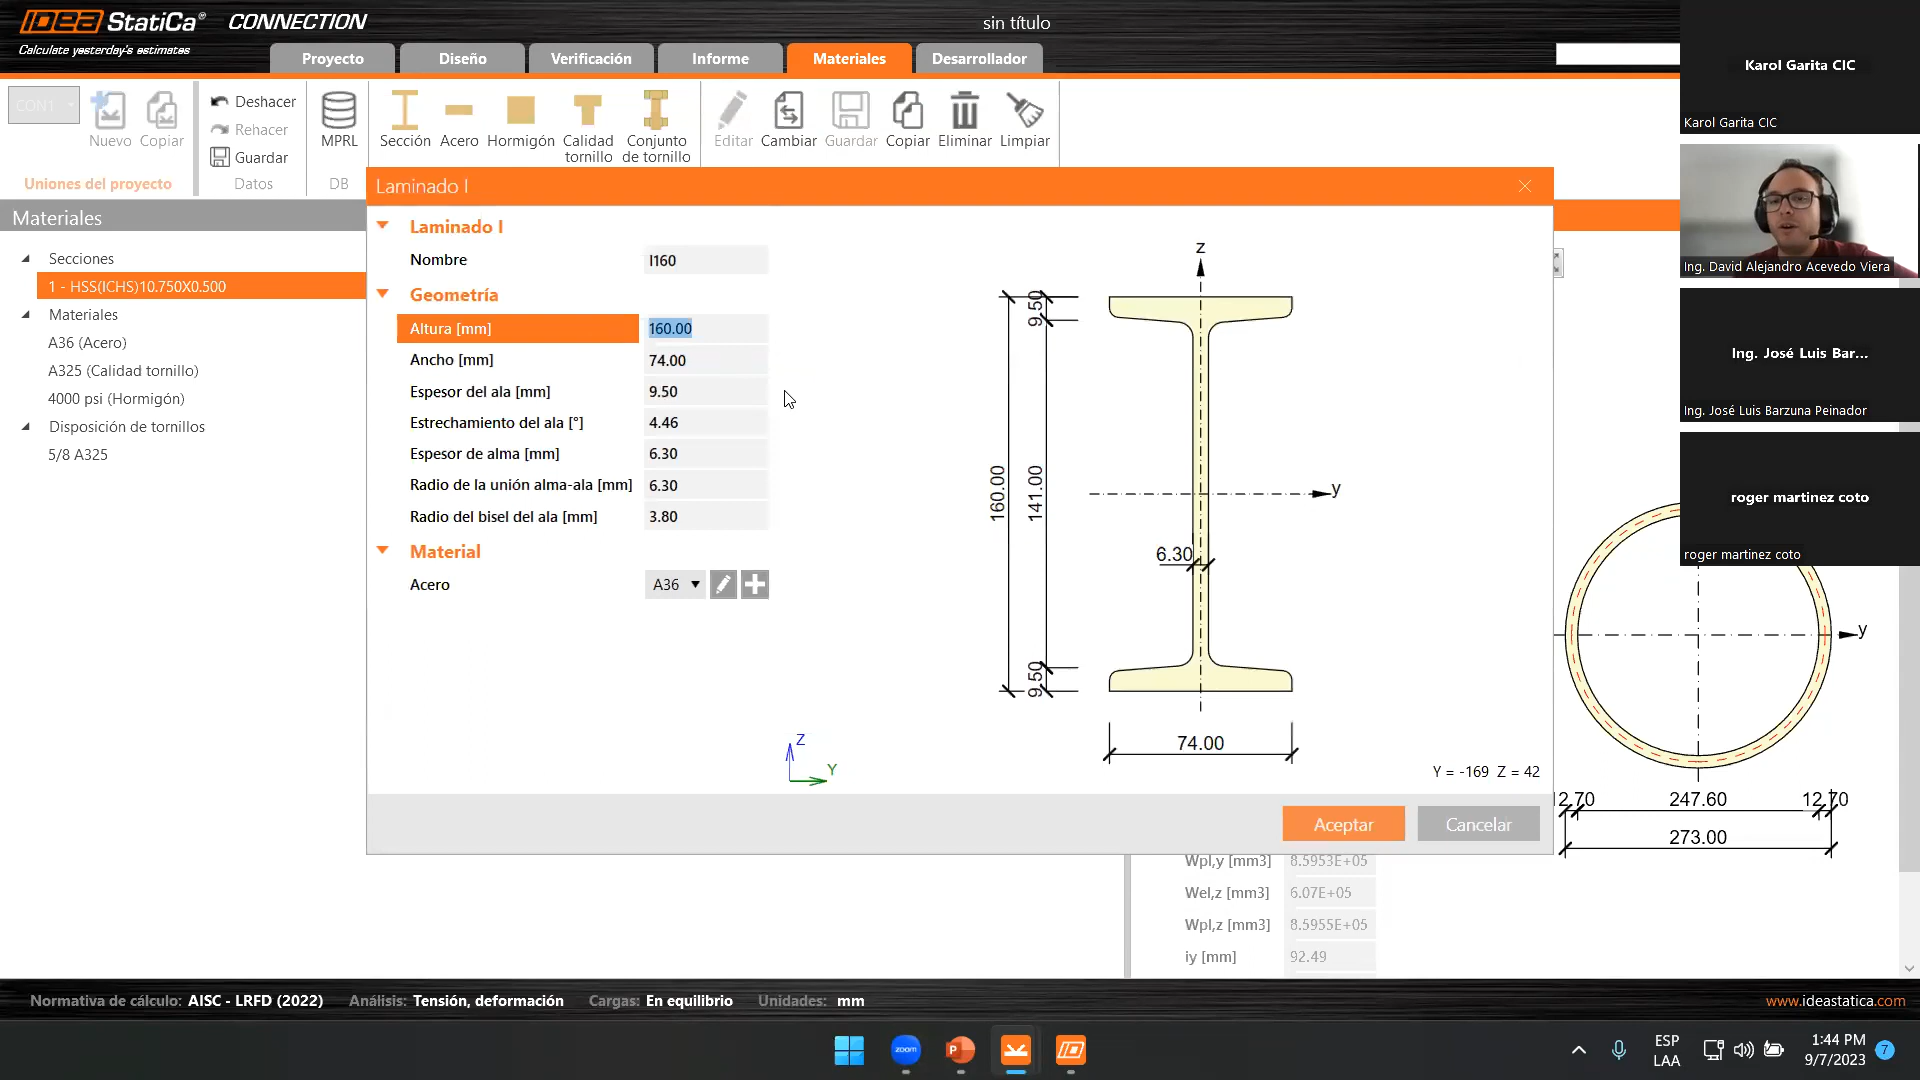 IDEA StatiCa® CONNECTION
Calculate yesterday's estimates
sin título
Proyecto
Diseño
Verificación
Informe
Materiales
Desarrollador
CON1
Nuevo
Copiar
Uniones del proyecto
Deshacer
Rehacer
Guardar
Datos
MPRL
DB
Sección
Acero
Hormigón
Calidad
tornillo
Conjunto
de tornillo
Editar
Cambiar
Guardar
Copiar
Eliminar
Limpiar
Materiales
Secciones
1 - HSS(ICHS)10.750X0.500
Materiales
A36 (Acero)
A325 (Calidad tornillo)
4000 psi (Hormigón)
Disposición de tornillos
5/8 A325
Laminado I
Laminado I
Nombre I160
Geometría
Altura [mm] 160.00
Ancho [mm] 74.00
Espesor del ala [mm] 9.50
Estrechamiento del ala [°] 4.46
Espesor de alma [mm] 6.30
Radio de la unión alma-ala [mm] 6.30
Radio del bisel del ala [mm] 3.80
Material
Acero A36
z
9.50
160.00
141.00
y
6.30
9.50
74.00
Z
Y
Y = -169 Z = 42
Aceptar
Cancelar
Karol Garita CIC
Karol Garita CIC
Ing. David Alejandro Acevedo Viera
Ing. José Luis Bar...
Ing. José Luis Barzuna Peinador
roger martinez coto
roger martinez coto
y
12.70
247.60
12.70
273.00
Wpl,y [mm3] 8.5953E+05
Wel,z [mm3] 6.07E+05
Wpl,z [mm3] 8.5955E+05
iy [mm] 92.49
Normativa de cálculo: AISC - LRFD (2022) Análisis: Tensión, deformación Cargas: En equilibrio Unidades: mm
www.ideastatica.com
zoom
P
ESP
LAA
1:44 PM
9/7/2023
7